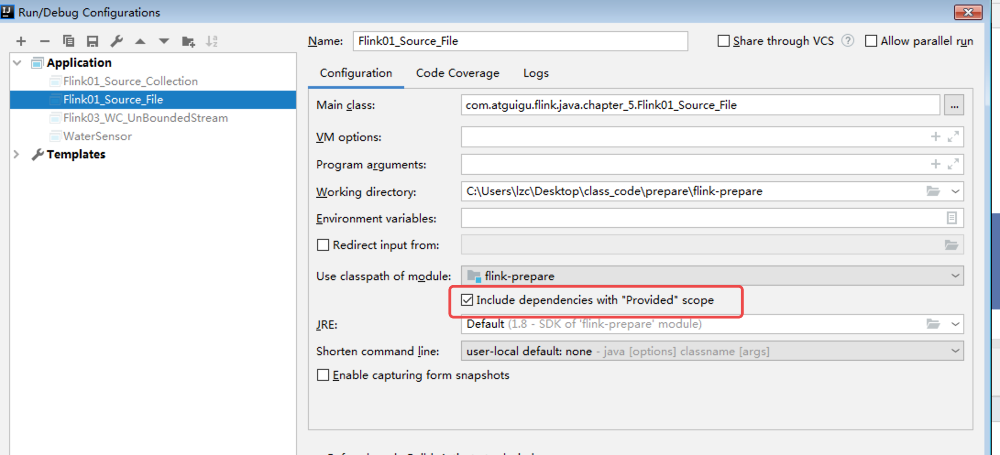 Run/Debug Configurations
Name: Flink01_Source_File
Share through VCS ? Allow parallel run
Application
Flink01_Source_Collection
Flink01_Source_File
Flink03_WC_UnBoundedStream
WaterSensor
Templates
Configuration Code Coverage Logs
Main class: com.atguigu.flink.java.chapter_5.Flink01_Source_File ...
VM options:
Program arguments:
Working directory: C:\Users\lzc\Desktop\class_code\prepare\flink-prepare
Environment variables:
Redirect input from:
Use classpath of module: flink-prepare
Include dependencies with "Provided" scope
JRE: Default (1.8 - SDK of 'flink-prepare' module)
Shorten command line: user-local default: none - java [options] classname [args]
Enable capturing form snapshots